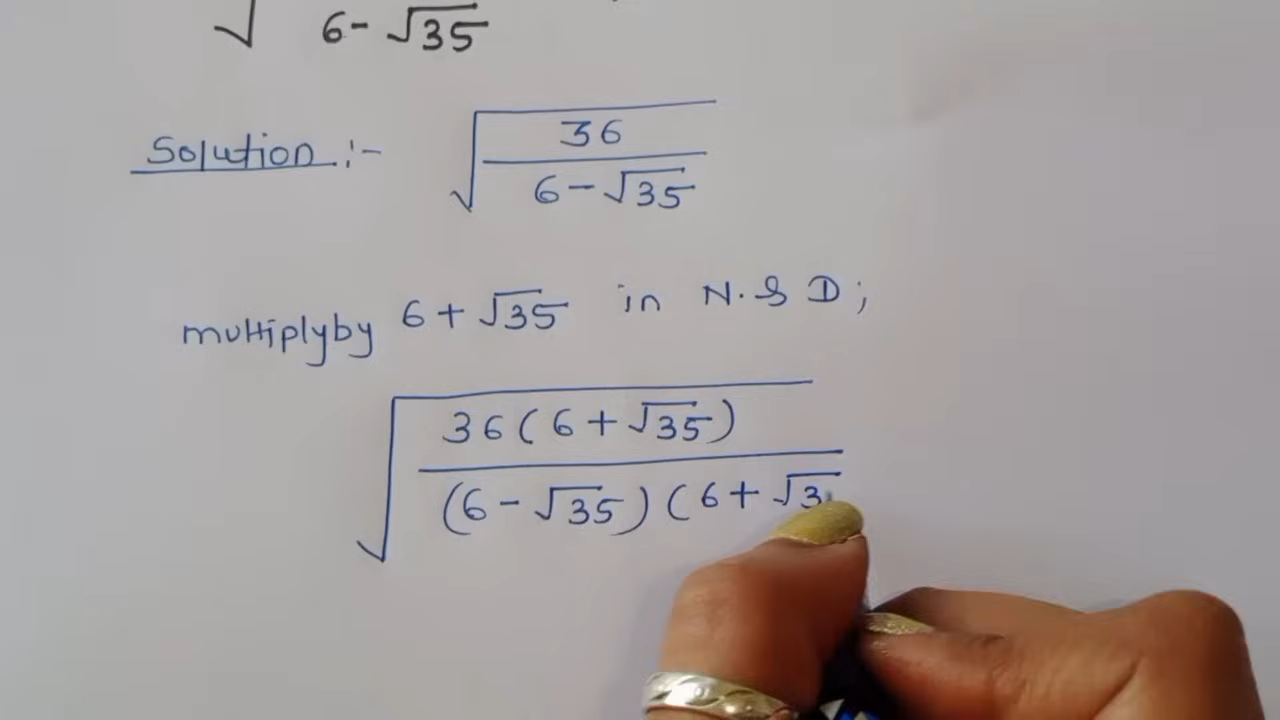 √ 6-√35
Solution :- √36
6-√35
multiplyby 6+√35 in N. & D;
√36(6+√35)
(6-√35)(6+√3